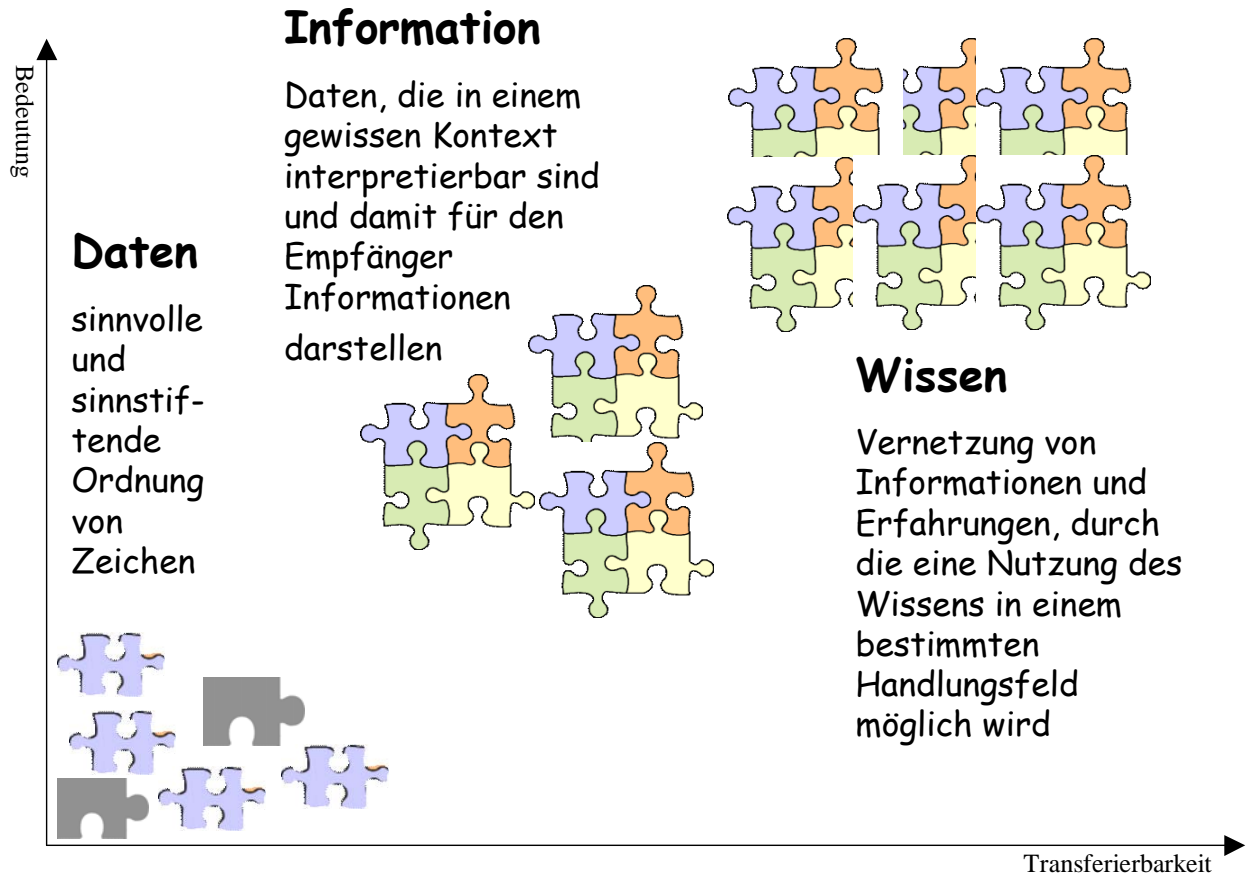 Bedeutung
Daten
sinnvolle
und
sinnstif-
tende
Ordnung
von
Zeichen
Information
Daten, die in einem
gewissen Kontext
interpretierbar sind
und damit für den
Empfänger
Informationen
darstellen
Wissen
Vernetzung von
Informationen und
Erfahrungen, durch
die eine Nutzung des
Wissens in einem
bestimmten
Handlungsfeld
möglich wird
Transferierbarkeit